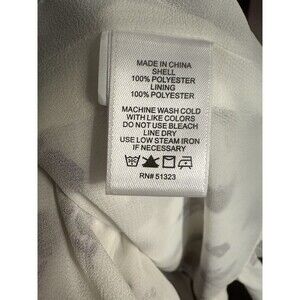 MADE IN CHINA
SHELL
100% POLYESTER
LINING
100% POLYESTER
MACHINE WASH COLD
WITH LIKE COLORS
DO NOT USE BLEACH
LINE DRY
USE LOW STEAM IRON
IF NECESSARY
RN# 51323